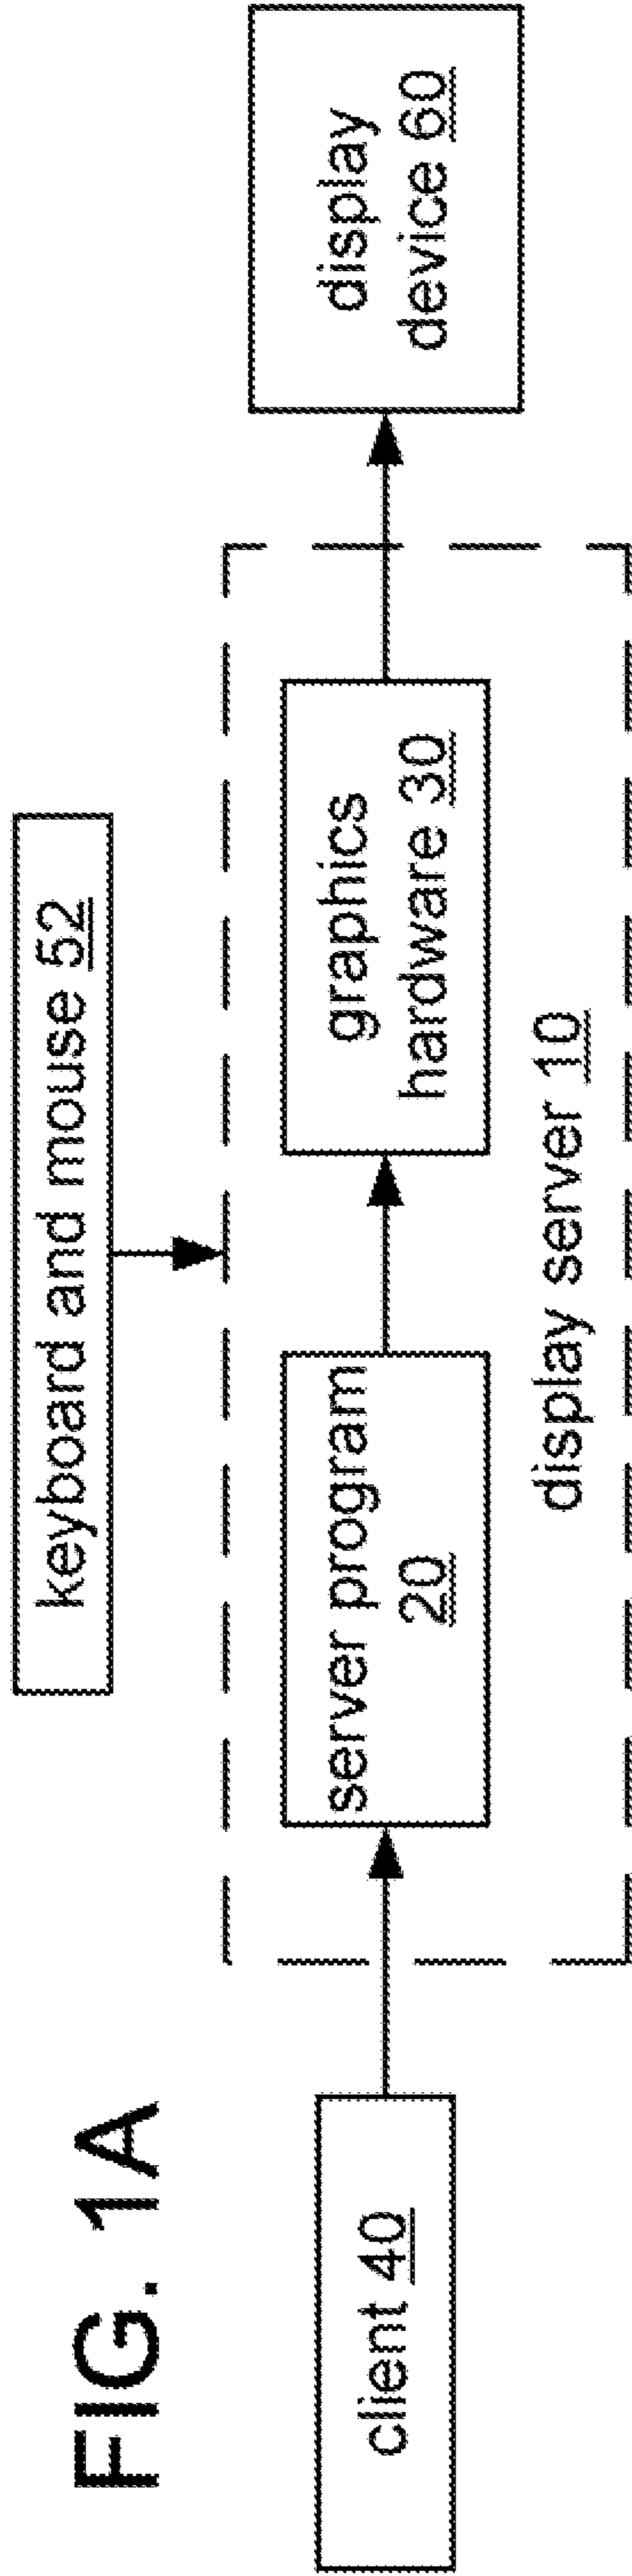 FIG. 1A
keyboard and mouse 52
client 40
server program
20
graphics
hardware 30
display server 10
display
device 60